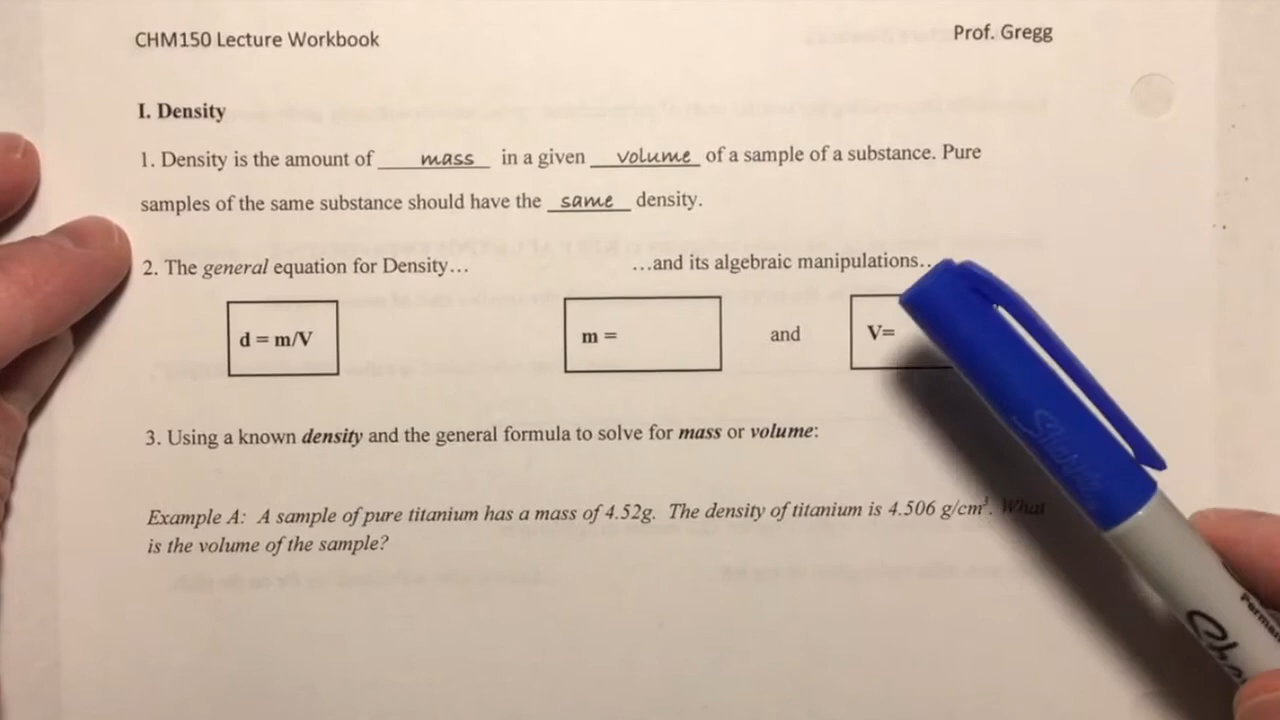 CHM150 Lecture Workbook
Prof. Gregg
I. Density
1. Density is the amount of mass in a given volume of a sample of a substance. Pure
samples of the same substance should have the same density.
2. The general equation for Density…
…and its algebraic manipulations…
d = m/V
m =
and
V=
3. Using a known density and the general formula to solve for mass or volume:
Example A: A sample of pure titanium has a mass of 4.52g. The density of titanium is 4.506 g/cm³. What
is the volume of the sample?
Sharpie